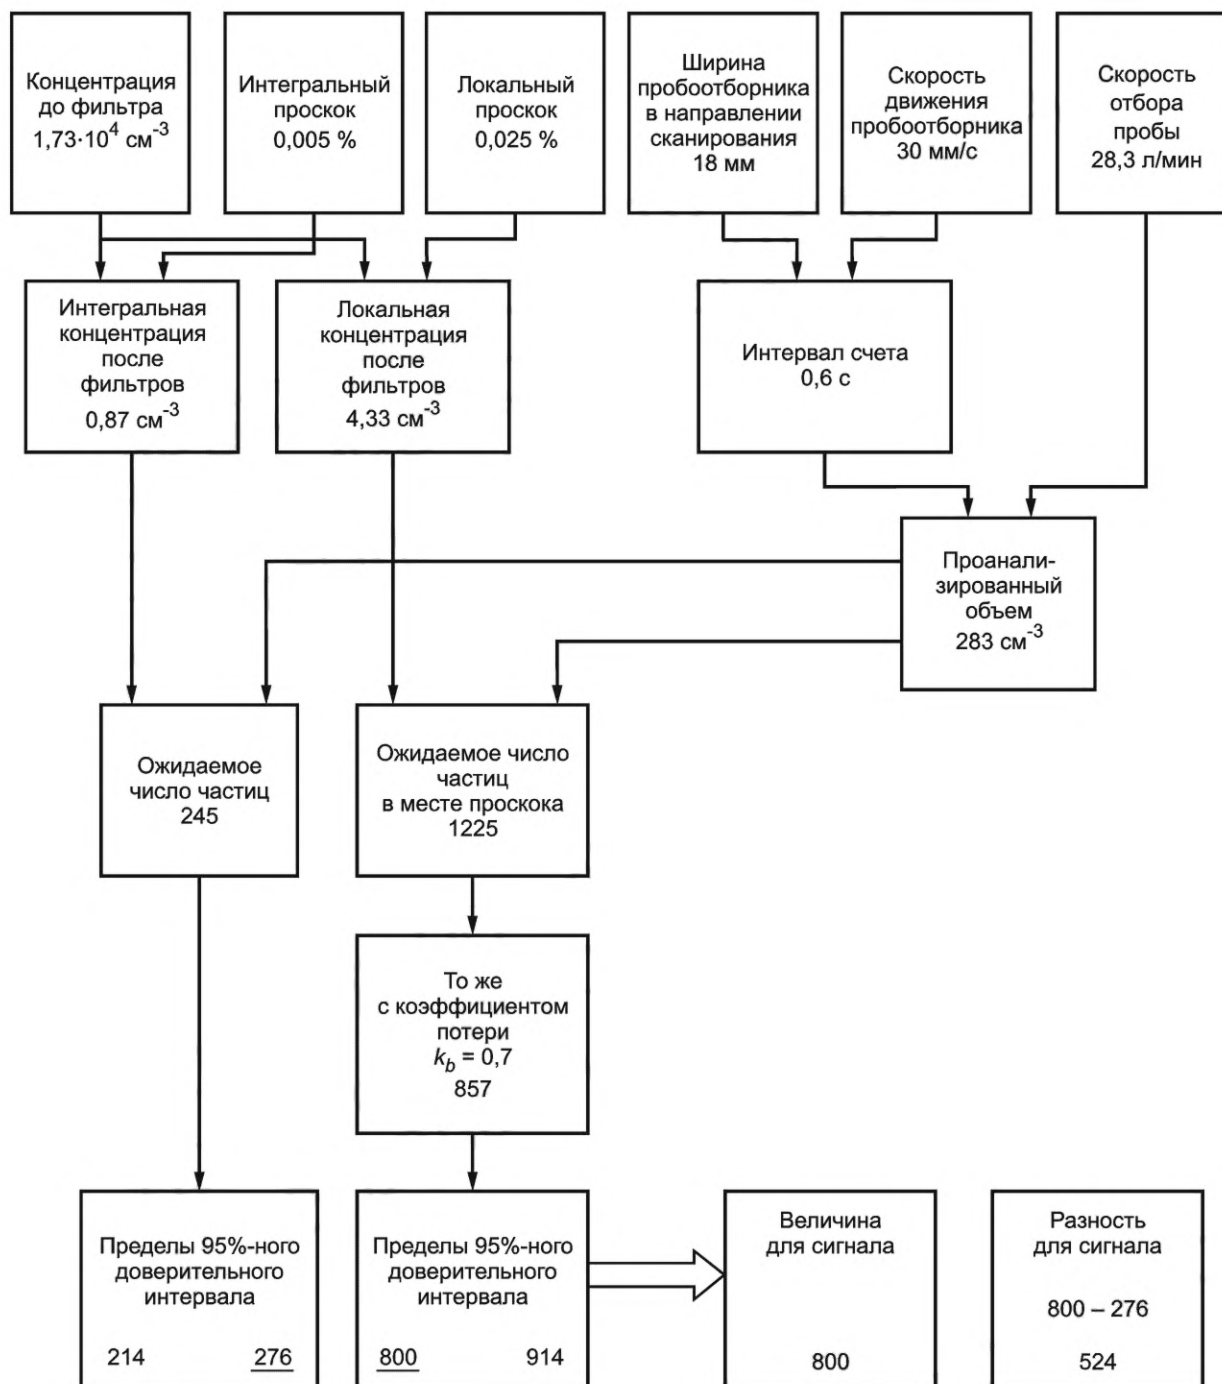 Концентрация
до фильтра
1,73·10⁴ см⁻³
Интегральный
проскок
0,005 %
Локальный
проскок
0,025 %
Ширина
пробоотборника
в направлении
сканирования
18 мм
Скорость
движения
пробоотборника
30 мм/с
Скорость
отбора
пробы
28,3 л/мин
Интегральная
концентрация
после
фильтров
0,87 см⁻³
Локальная
концентрация
после
фильтров
4,33 см⁻³
Интервал счета
0,6 с
Проанали-
зированный
объем
283 см⁻³
Ожидаемое
число частиц
245
Ожидаемое число
частиц
в месте проскока
1225
То же
с коэффициентом
потери
k_b = 0,7
857
Пределы 95%-ного
доверительного
интервала
214 276
Пределы 95%-ного
доверительного
интервала
800 914
Величина
для сигнала
800
Разность
для сигнала
800 – 276
524